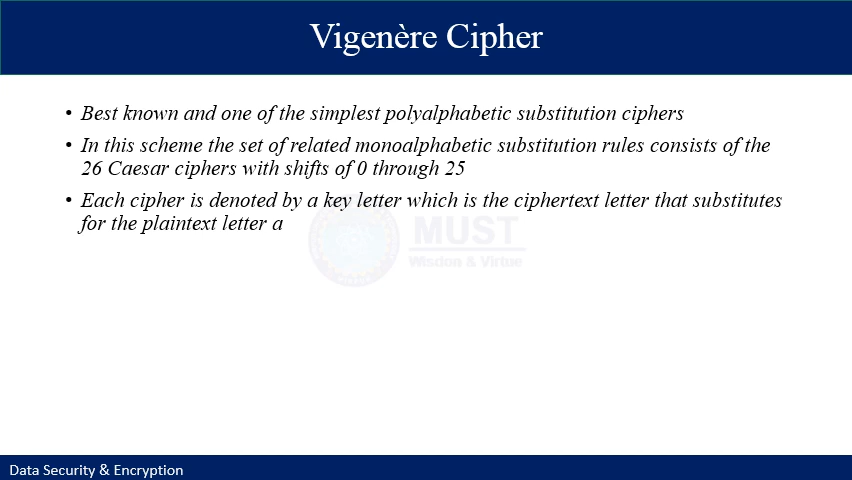 Vigenère Cipher
• Best known and one of the simplest polyalphabetic substitution ciphers
• In this scheme the set of related monoalphabetic substitution rules consists of the
26 Caesar ciphers with shifts of 0 through 25
• Each cipher is denoted by a key letter which is the ciphertext letter that substitutes
for the plaintext letter a
MUST
Wisdom & Virtue
Data Security & Encryption